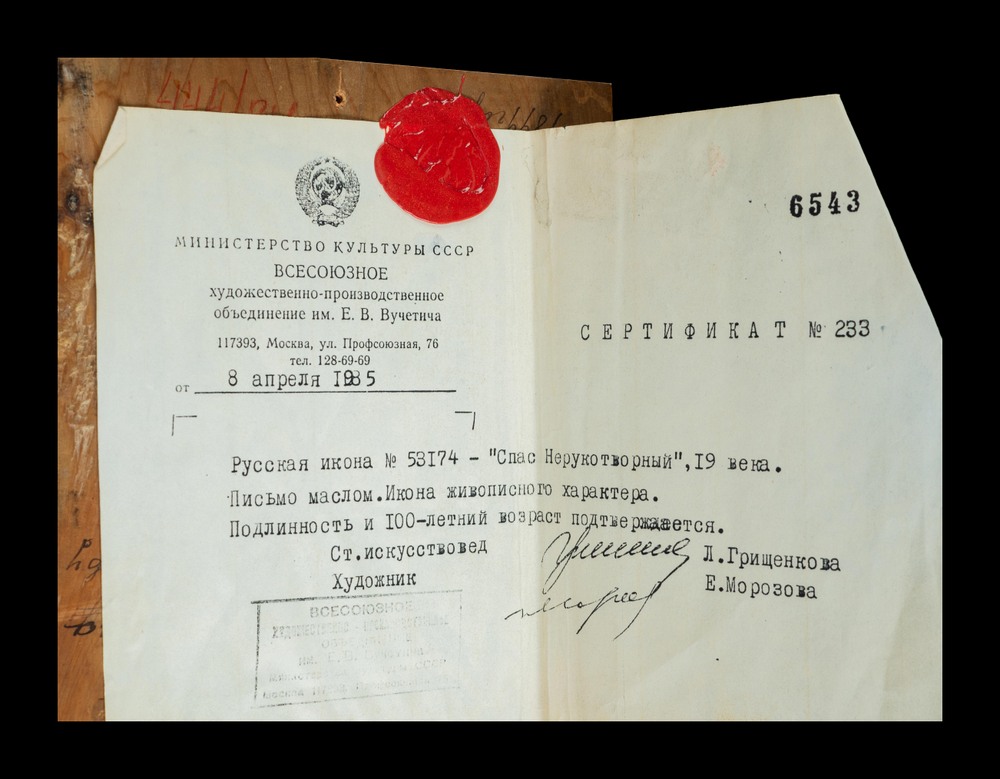 444/84
6543
МИНИСТЕРСТВО КУЛЬТУРЫ СССР
ВСЕСОЮЗНОЕ
художественно-производственное
объединение им. Е. В. Вучетича
117393, Москва, ул. Профсоюзная, 76
тел. 128-69-69
от 8 апреля 1985
СЕРТИФИКАТ № 233
Русская икона № 53174 - "Спас Нерукотворный",19 века.
Письмо маслом.Икона живописного характера.
Подлинность и 100-летний возраст подтверждается.
Ст.искусствовед Л.Грищенкова
Художник Е.Морозова
ВСЕСОЮЗНОЕ